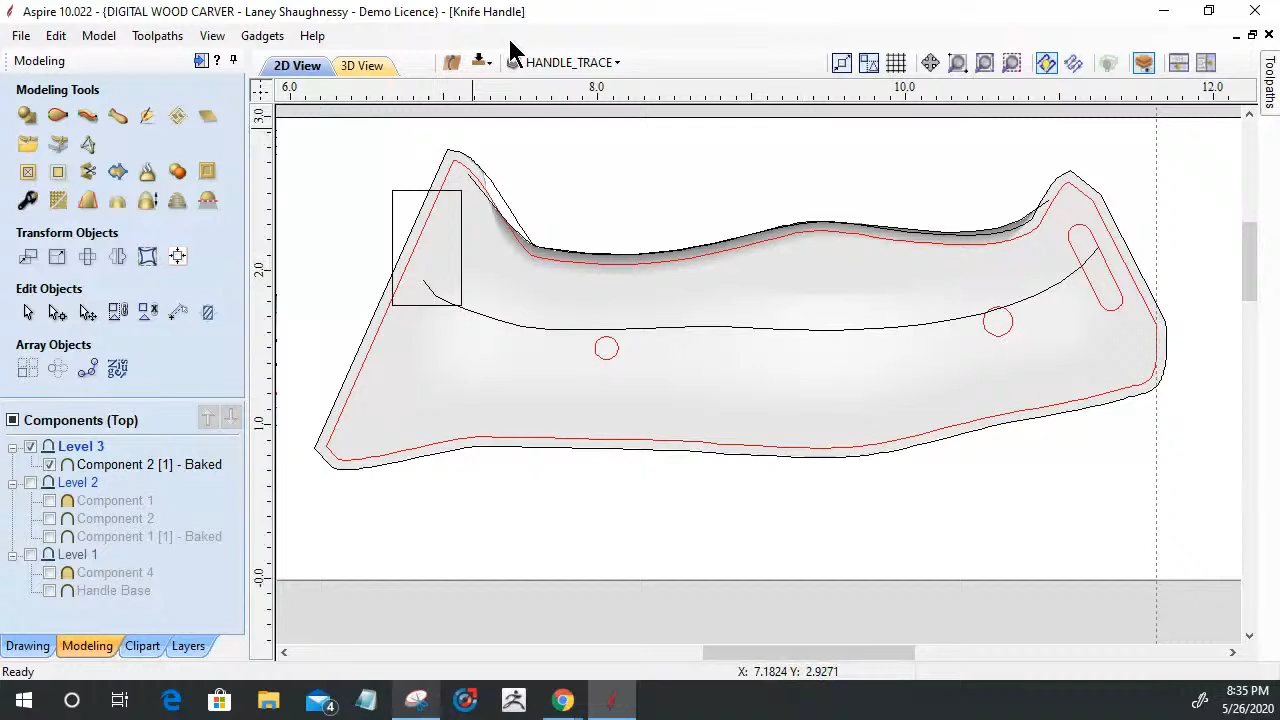 Aspire 10.022 - {DIGITAL WOOD CARVER - Laney Shaughnessy - Demo Licence} - [Knife Handle]
File Edit Model Toolpaths View Gadgets Help
Modeling
2D View 3D View HANDLE_TRACE
Toolpaths
6.0 8.0 10.0 12.0
3.0
2.0
1.0
-0.0
Modeling Tools
Transform Objects
Edit Objects
Array Objects
Components (Top)
Level 3
Component 2 [1] - Baked
Level 2
Component 1
Component 2
Component 1 [1] - Baked
Level 1
Component 4
Handle Base
Drawing Modeling Clipart Layers
Ready X: 7.1824 Y: 2.9271
4
8:35 PM
5/26/2020